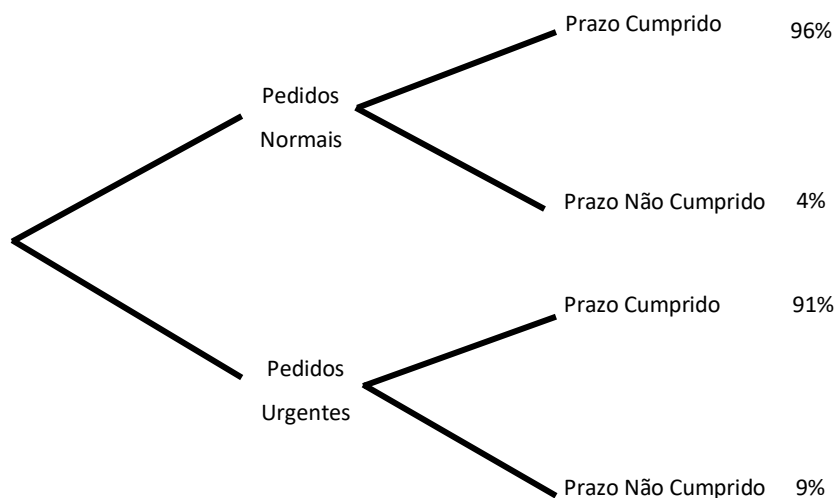 Prazo Cumprido 96%
Pedidos
Normais
Prazo Não Cumprido 4%
Prazo Cumprido 91%
Pedidos
Urgentes
Prazo Não Cumprido 9%